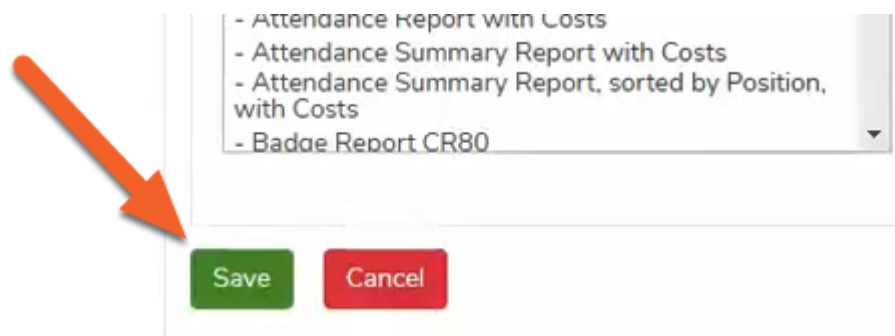 - Attendance Report with Costs
- Attendance Summary Report with Costs
- Attendance Summary Report, sorted by Position,
with Costs
- Badge Report CR80
Save
Cancel